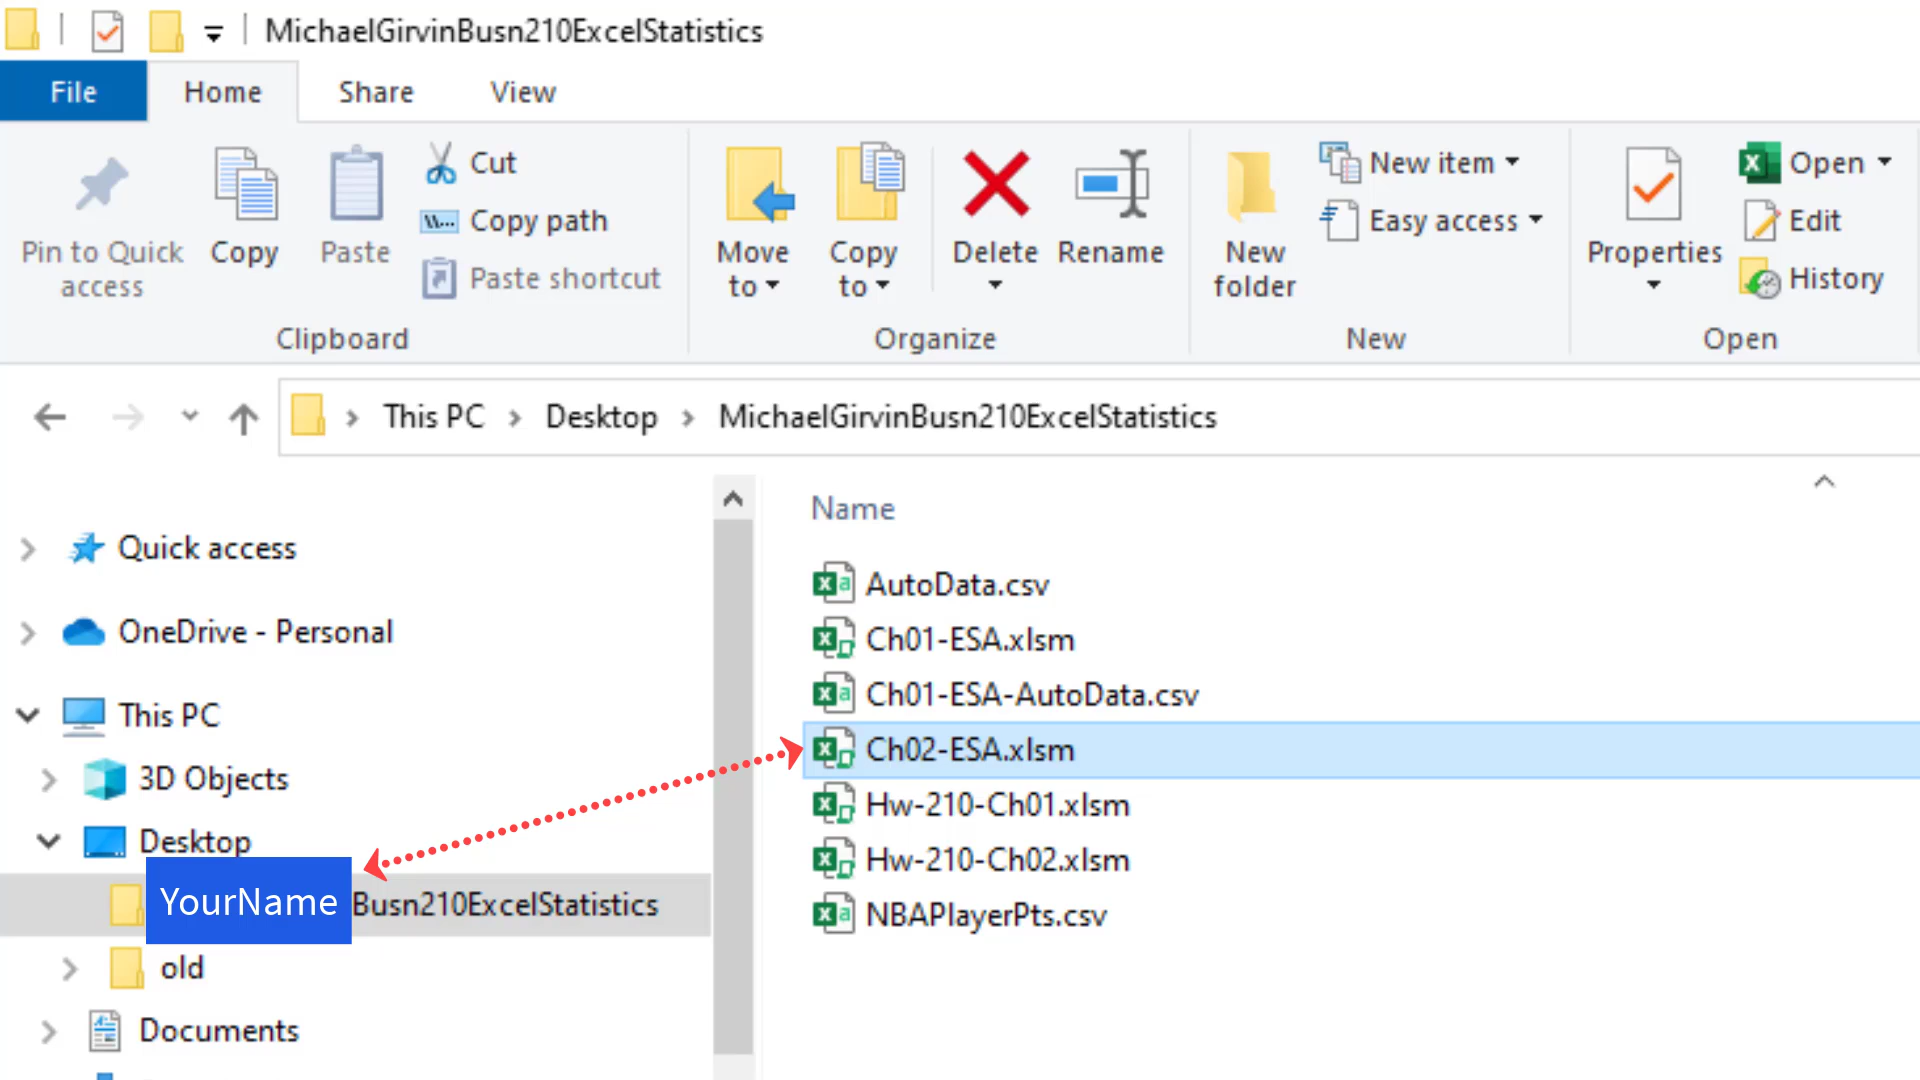 MichaelGirvinBusn210ExcelStatistics
File
Home
Share
View
Pin to Quick
access
Copy
Paste
Cut
Copy path
Paste shortcut
Clipboard
Move
to
Copy
to
Delete
Rename
Organize
New
folder
New item
Easy access
New
Properties
Open
Edit
History
Open
This PC
Desktop
MichaelGirvinBusn210ExcelStatistics
Quick access
OneDrive - Personal
This PC
3D Objects
Desktop
YourName Busn210ExcelStatistics
old
Documents
Name
AutoData.csv
Ch01-ESA.xlsm
Ch01-ESA-AutoData.csv
Ch02-ESA.xlsm
Hw-210-Ch01.xlsm
Hw-210-Ch02.xlsm
NBAPlayerPts.csv